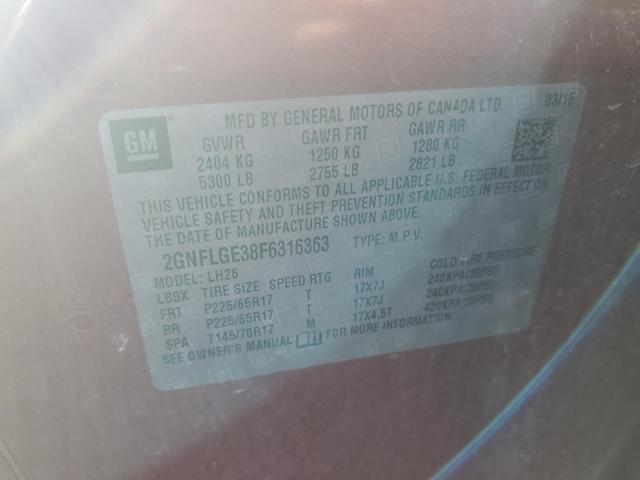 MFD BY GENERAL MOTORS OF CANADA LTD. 03/15
GM
GVWR GAWR FRT GAWR RR
2404 KG 1250 KG 1280 KG
5300 LB 2755 LB 2821 LB
THIS VEHICLE CONFORMS TO ALL APPLICABLE U.S. FEDERAL MOTOR
VEHICLE SAFETY AND THEFT PREVENTION STANDARDS IN EFFECT ON
THE DATE OF MANUFACTURE SHOWN ABOVE.
2GNFLGE38F6316363 TYPE: M.P.V.
MODEL: LH26
LBBX TIRE SIZE SPEED RTG RIM COLD TIRE PRESSURE
FRT P225/65R17 T 17X7J 240KPA(35PSI)
RR P225/65R17 T 17X7J 240KPA(35PSI)
SPA T145/70R17 M 17X4.5T 420KPA(60PSI)
SEE OWNER'S MANUAL FOR MORE INFORMATION